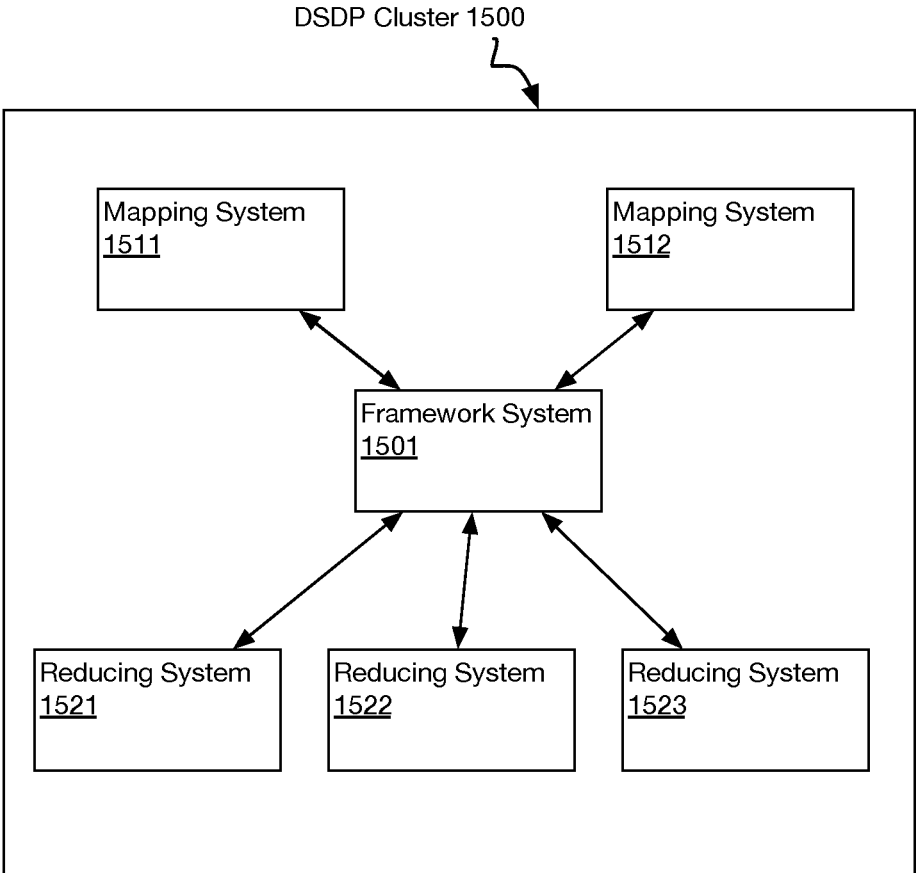 DSDP Cluster 1500
Mapping System
1511
Mapping System
1512
Framework System
1501
Reducing System
1521
Reducing System
1522
Reducing System
1523